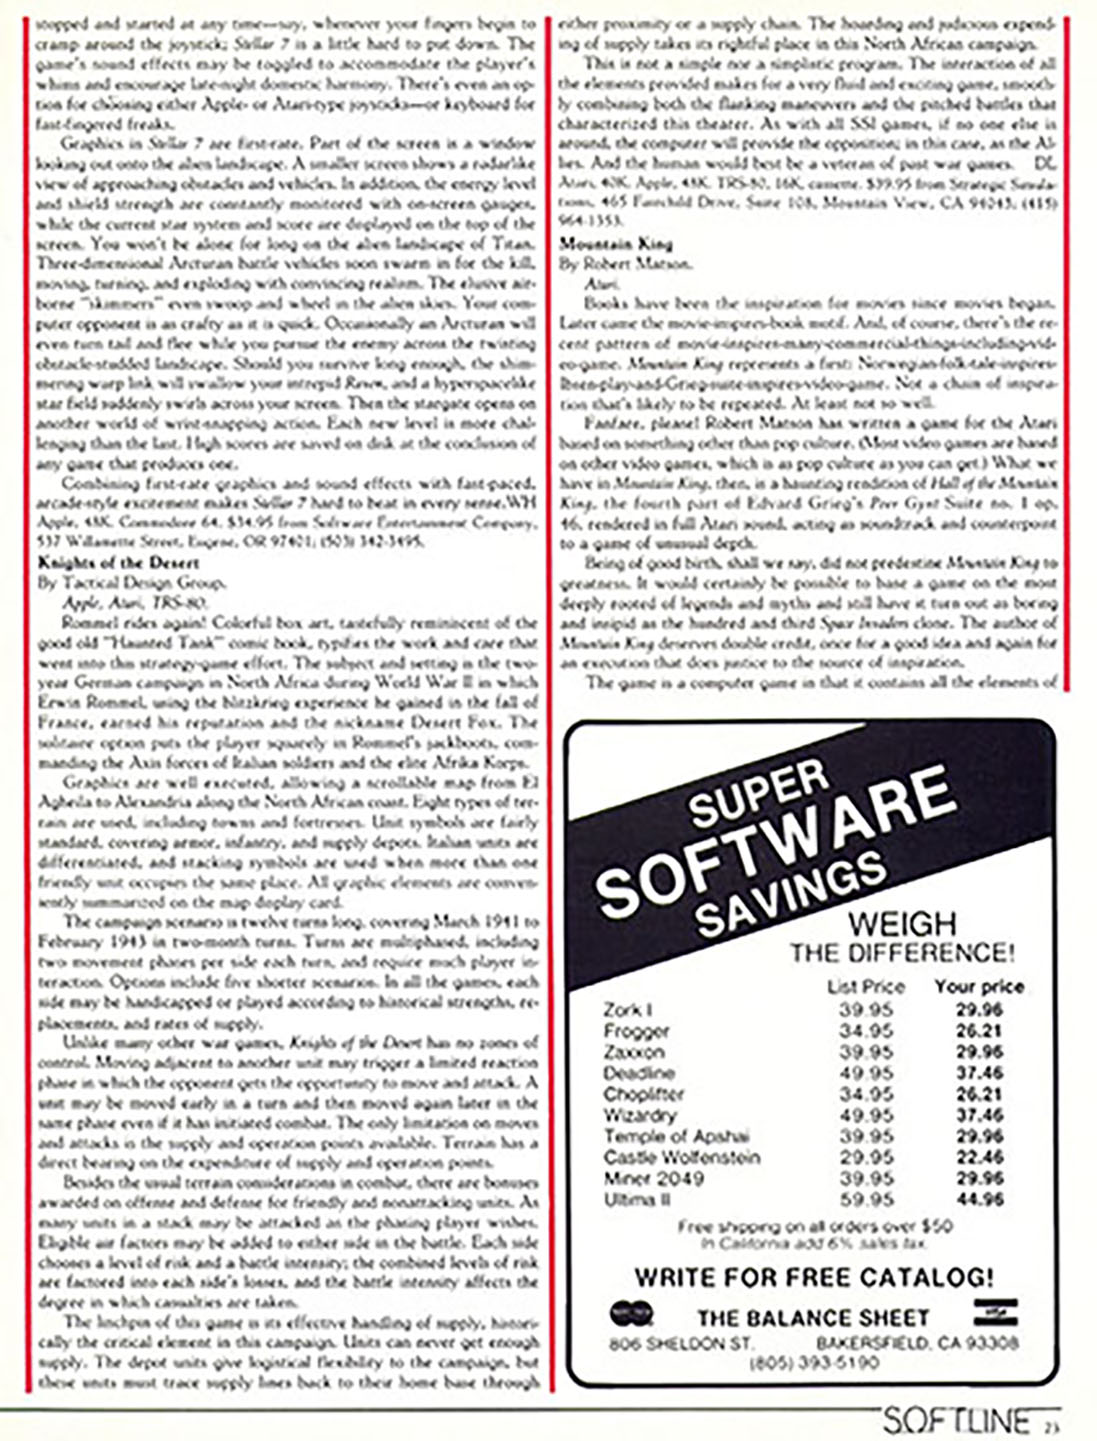 stopped and started at any time—say, whenever your fingers begin to
cramp around the joystick; Stellar 7 is a little hard to put down. The
game's sound effects may be toggled to accommodate the player's
whims and encourage late-night domestic harmony. There's even an op-
tion for choosing either Apple- or Atari-type joysticks—or keyboard for
fast-fingered freaks.
Graphics in Stellar 7 are first-rate. Part of the screen is a window
looking out onto the alien landscape. A smaller screen shows a radarlike
view of approaching obstacles and vehicles. In addition, the energy level
and shield strength are constantly monitored with on-screen gauges,
while the current star system and score are displayed on the top of the
screen. You won't be alone for long on the alien landscape of Titan.
Three-dimensional Arcturan battle vehicles soon swarm in for the kill,
moving, turning, and exploding with convincing realism. The elusive air-
borne "skimmers" even swoop and wheel in the alien skies. Your com-
puter opponent is as crafty as it is quick. Occasionally an Arcturan will
even turn tail and flee while you pursue the enemy across the twisting
obstacle-studded landscape. Should you survive long enough, the shim-
mering warp link will swallow your intrepid Raven, and a hyperspacelike
star field suddenly swirls across your screen. Then the stargate opens on
another world of wrist-snapping action. Each new level is more chal-
lenging than the last. High scores are saved on disk at the conclusion of
any game that produces one.
Combining first-rate graphics and sound effects with fast-paced,
arcade-style excitement makes Stellar 7 hard to beat in every sense.WH
Apple, 48K, Commodore 64, $34.95 from Software Entertainment Company,
537 Willamette Street, Eugene, OR 97401; (503) 342-3495.
Knights of the Desert
By Tactical Design Group.
Apple, Atari, TRS-80.
Rommel rides again! Colorful box art, tastefully reminiscent of the
good old "Haunted Tank" comic book, typifies the work and care that
went into this strategy-game effort. The subject and setting is the two-
year German campaign in North Africa during World War II in which
Erwin Rommel, using the blitzkrieg experience he gained in the fall of
France, earned his reputation and the nickname Desert Fox. The
solitaire option puts the player squarely in Rommel's jackboots, com-
manding the Axis forces of Italian soldiers and the elite Afrika Korps.
Graphics are well executed, allowing a scrollable map from El
Agheila to Alexandria along the North African coast. Eight types of ter-
rain are used, including towns and fortresses. Unit symbols are fairly
standard, covering armor, infantry, and supply depots. Italian units are
differentiated, and stacking symbols are used when more than one
friendly unit occupies the same place. All graphic elements are conven-
iently summarized on the map display card.
The campaign scenario is twelve turns long, covering March 1941 to
February 1943 in two-month turns. Turns are multiphased, including
two movement phases per side each turn, and require much player in-
teraction. Options include five shorter scenarios. In all the games, each
side may be handicapped or played according to historical strengths, re-
placements, and rates of supply.
Unlike many other war games, Knights of the Desert has no zones of
control. Moving adjacent to another unit may trigger a limited reaction
phase in which the opponent gets the opportunity to move and attack. A
unit may be moved early in a turn and then moved again later in the
same phase even if it has initiated combat. The only limitation on moves
and attacks is the supply and operation points available. Terrain has a
direct bearing on the expenditure of supply and operation points.
Besides the usual terrain considerations in combat, there are bonuses
awarded on offense and defense for friendly and nonattacking units. As
many units in a stack may be attacked as the phasing player wishes.
Eligible air factors may be added to either side in the battle. Each side
chooses a level of risk and a battle intensity; the combined levels of risk
are factored into each side's losses, and the battle intensity affects the
degree in which casualties are taken.
The linchpin of this game is its effective handling of supply, histori-
cally the critical element in this campaign. Units can never get enough
supply. The depot units give logistical flexibility to the campaign, but
these units must trace supply lines back to their home base through
either proximity or a supply chain. The hoarding and judicious expend-
ing of supply takes its rightful place in this North African campaign.
This is not a simple nor a simplistic program. The interaction of all
the elements provided makes for a very fluid and exciting game, smooth-
ly combining both the flanking maneuvers and the pitched battles that
characterized this theater. As with all SSI games, if no one else is
around, the computer will provide the opposition; in this case, as the Al-
lies. And the human would best be a veteran of past war games. DL
Atari, 40K, Apple, 48K, TRS-80, 16K, cassette. $39.95 from Strategic Simula-
tions, 465 Fairchild Drive, Suite 108, Mountain View, CA 94043; (415)
964-1353.
Mountain King
By Robert Matson.
Atari.
Books have been the inspiration for movies since movies began.
Later came the movie-inspires-book motif. And, of course, there's the re-
cent pattern of movie-inspires-many-commercial-things-including-vid-
eo-game. Mountain King represents a first: Norwegian-folk-tale-inspires-
Ibsen-play-and-Grieg-suite-inspires-video-game. Not a chain of inspira-
tion that's likely to be repeated. At least not so well.
Fanfare, please! Robert Matson has written a game for the Atari
based on something other than pop culture. (Most video games are based
on other video games, which is as pop culture as you can get.) What we
have in Mountain King, then, is a haunting rendition of Hall of the Mountain
King, the fourth part of Edvard Grieg's Peer Gynt Suite no. 1 op.
46, rendered in full Atari sound, acting as soundtrack and counterpoint
to a game of unusual depth.
Being of good birth, shall we say, did not predestine Mountain King to
greatness. It would certainly be possible to base a game on the most
deeply rooted of legends and myths and still have it turn out as boring
and insipid as the hundred and third Space Invaders clone. The author of
Mountain King deserves double credit, once for a good idea and again for
an execution that does justice to the source of inspiration.
The game is a computer game in that it contains all the elements of
SUPER
SOFTWARE
SAVINGS
WEIGH
THE DIFFERENCE!
List Price Your price
Zork I 39.95 29.96
Frogger 34.95 26.21
Zaxxon 39.95 29.96
Deadline 49.95 37.46
Choplifter 34.95 26.21
Wizardry 49.95 37.46
Temple of Apshai 39.95 29.96
Castle Wolfenstein 29.95 22.46
Miner 2049 39.95 29.96
Ultima II 59.95 44.96
Free shipping on all orders over $50
In California add 6% sales tax.
WRITE FOR FREE CATALOG!
THE BALANCE SHEET
806 SHELDON ST. BAKERSFIELD, CA 93308
(805) 393-5190
SOFTLINE 23